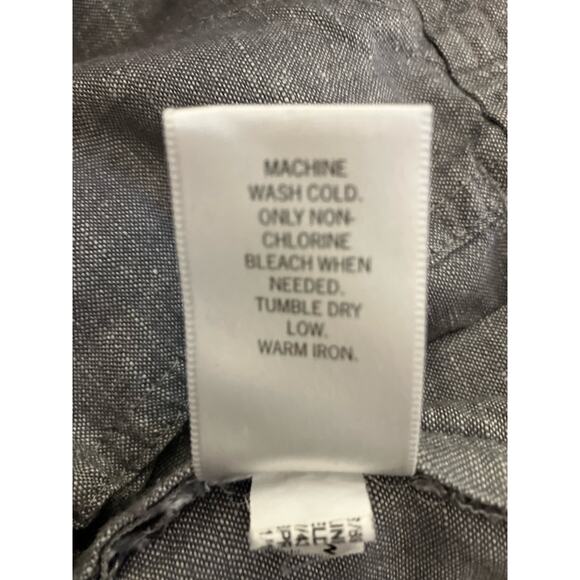 MACHINE
WASH COLD.
ONLY NON-
CHLORINE
BLEACH WHEN
NEEDED.
TUMBLE DRY
LOW.
WARM IRON.